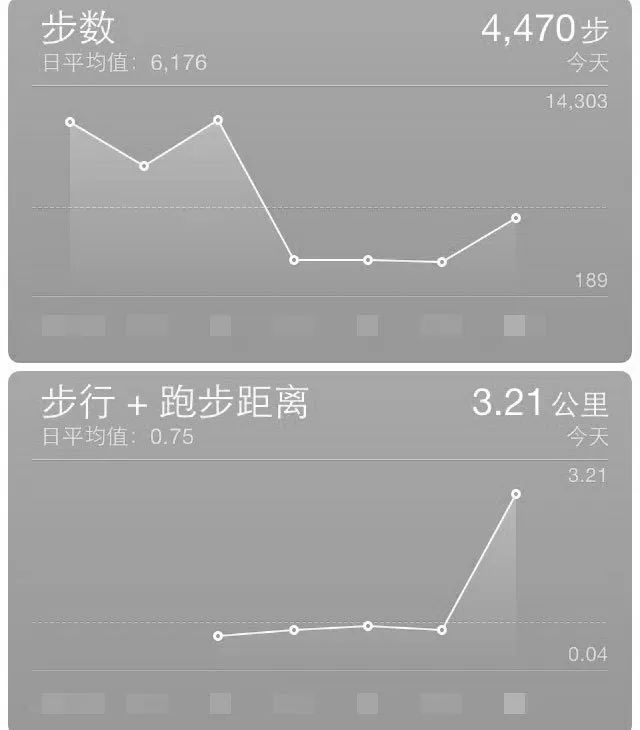 步数 4,470步
日平均值：6,176 今天
14,303
189
步行 + 跑步距离 3.21公里
日平均值：0.75 今天
3.21
0.04